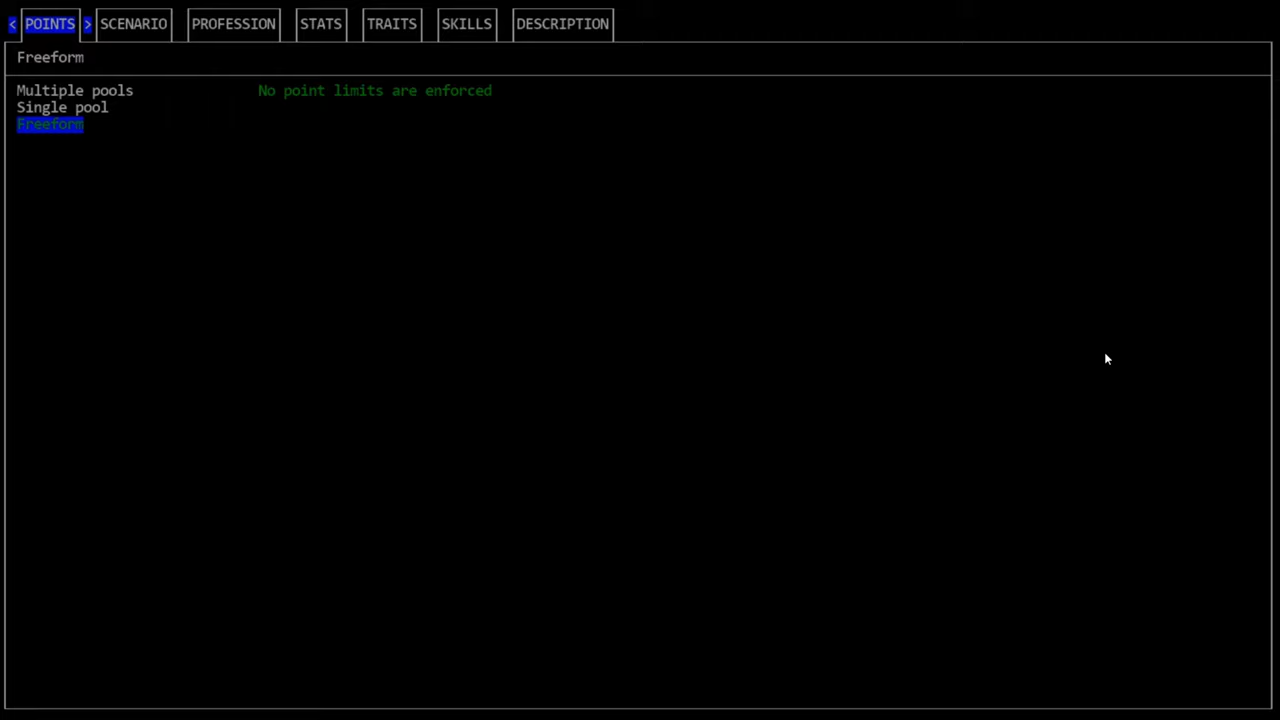 < POINTS > SCENARIO PROFESSION STATS TRAITS SKILLS DESCRIPTION
Freeform
Multiple pools No point limits are enforced
Single pool
Freeform